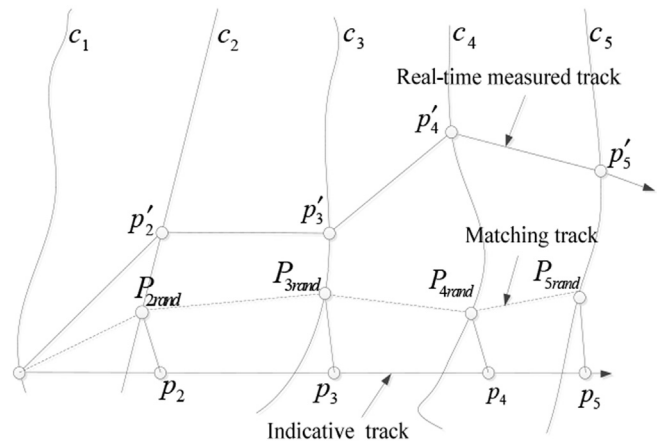 c₁ c₂ c₃ c₄ c₅
Real-time measured track
p′₄
p′₅
p′₂ p′₃
Matching track
P₂rand P₃rand P₄rand P₅rand
p₂ p₃ p₄ p₅
Indicative track